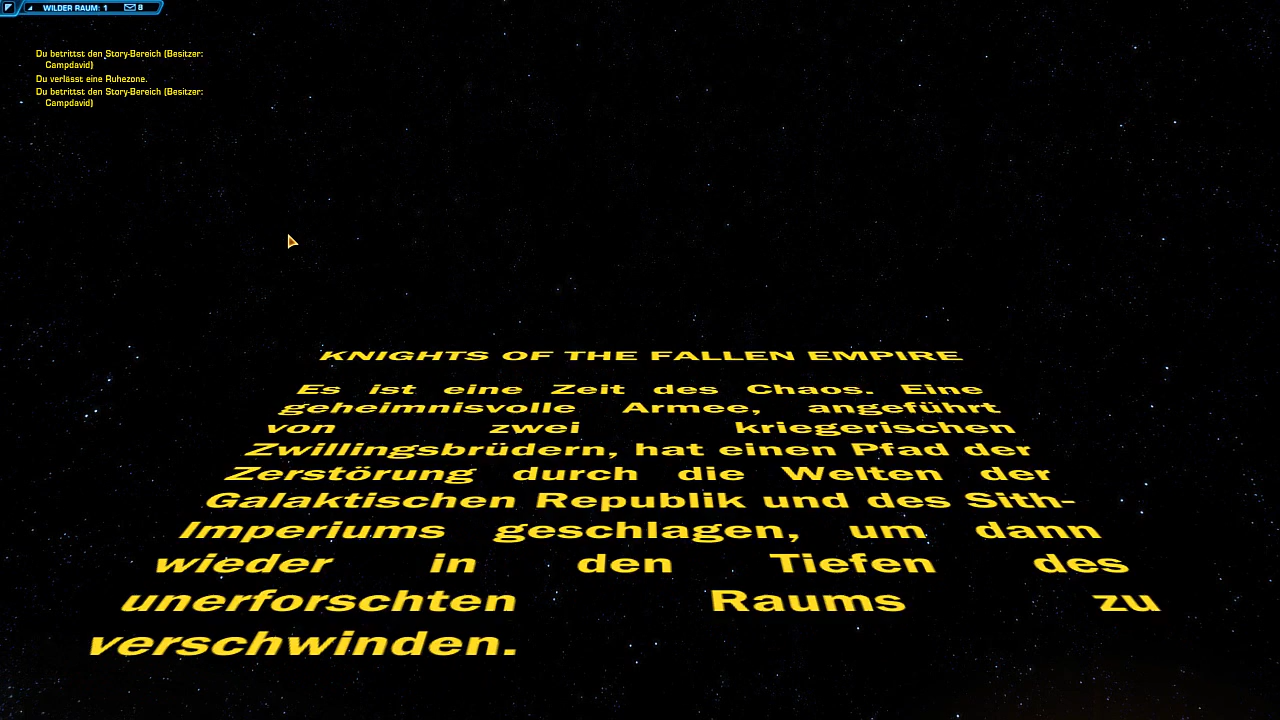 WILDER RAUM: 1 8
Du betrittst den Story-Bereich (Besitzer:
Campdavid)
Du verlässt eine Ruhezone.
Du betrittst den Story-Bereich (Besitzer:
Campdavid)
KNIGHTS OF THE FALLEN EMPIRE
Es ist eine Zeit des Chaos. Eine
geheimnisvolle Armee, angeführt
von zwei kriegerischen
Zwillingsbrüdern, hat einen Pfad der
Zerstörung durch die Welten der
Galaktischen Republik und des Sith-
Imperiums geschlagen, um dann
wieder in den Tiefen des
unerforschten Raums zu
verschwinden.